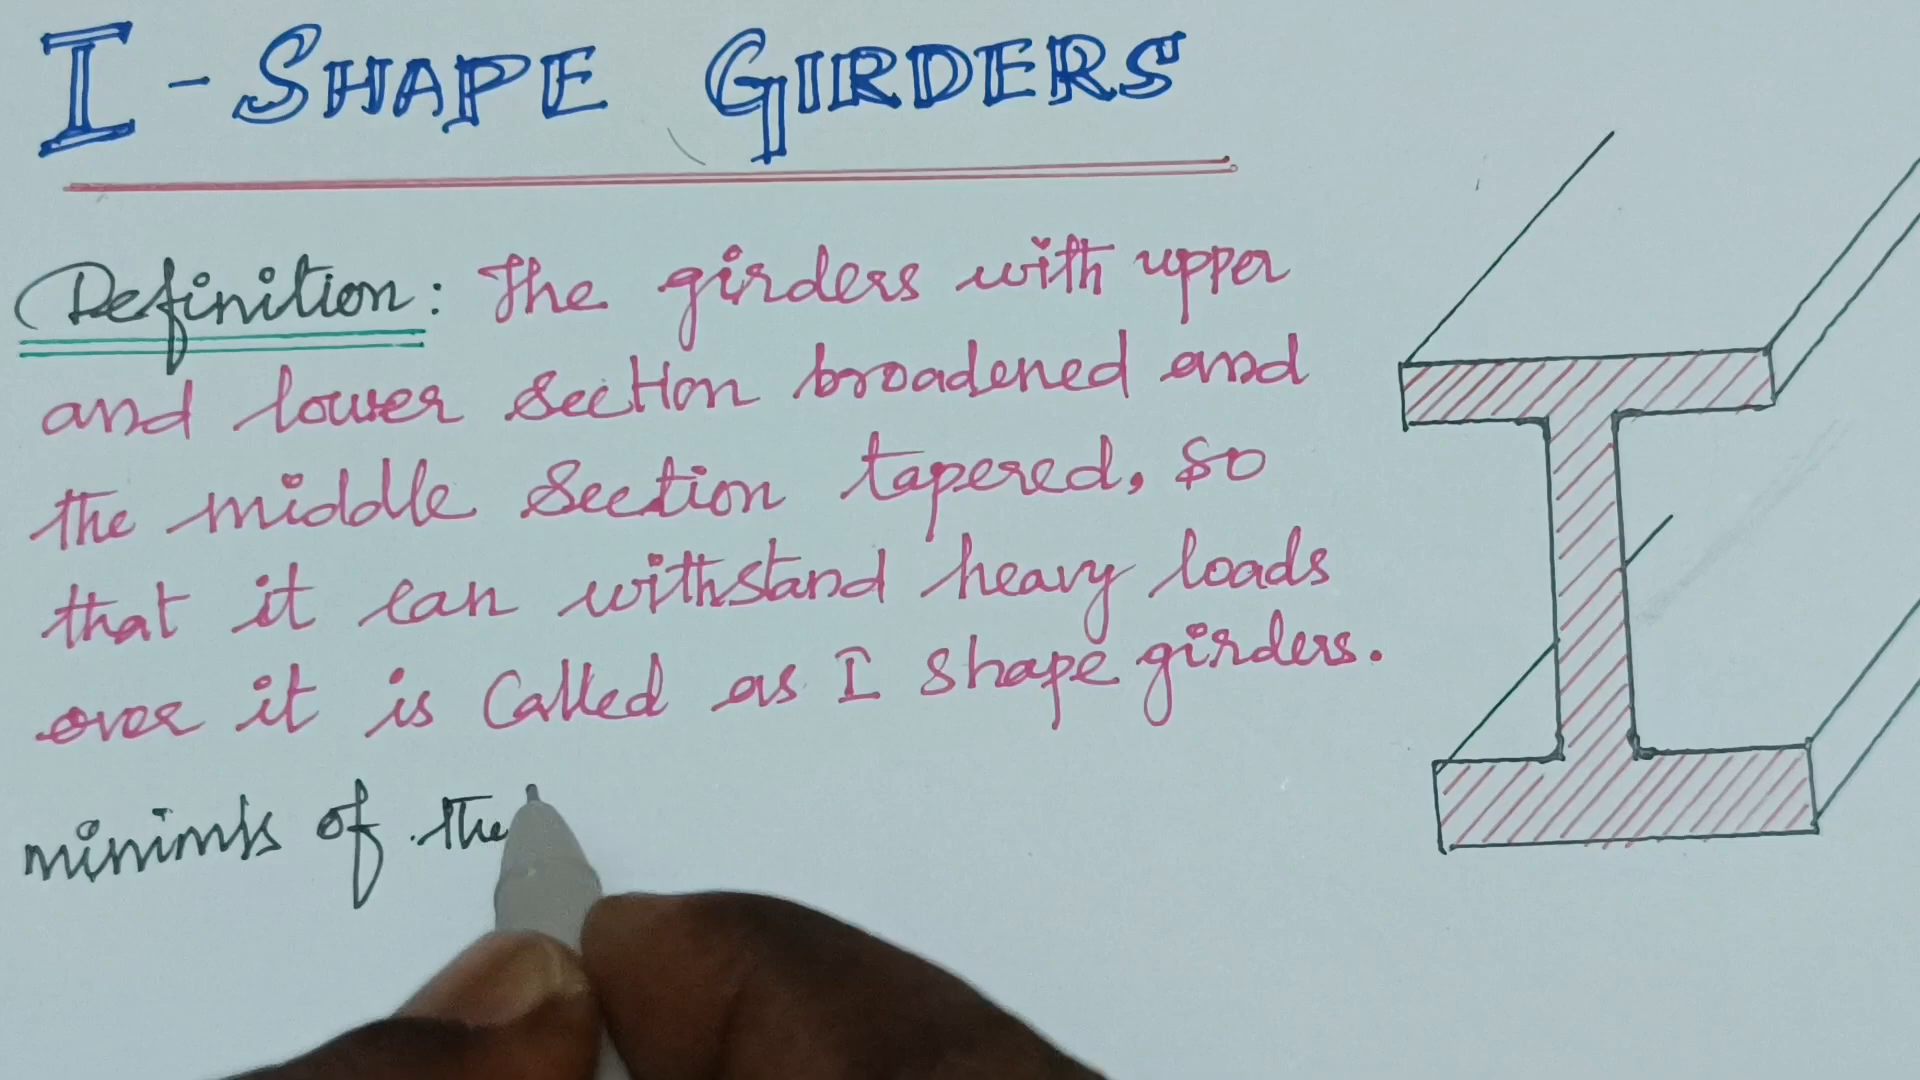 I - SHAPE GIRDERS
Definition: The girders with upper
and lower section broadened and
the middle section tapered, so
that it can withstand heavy loads
over it is called as I shape girders.
of the